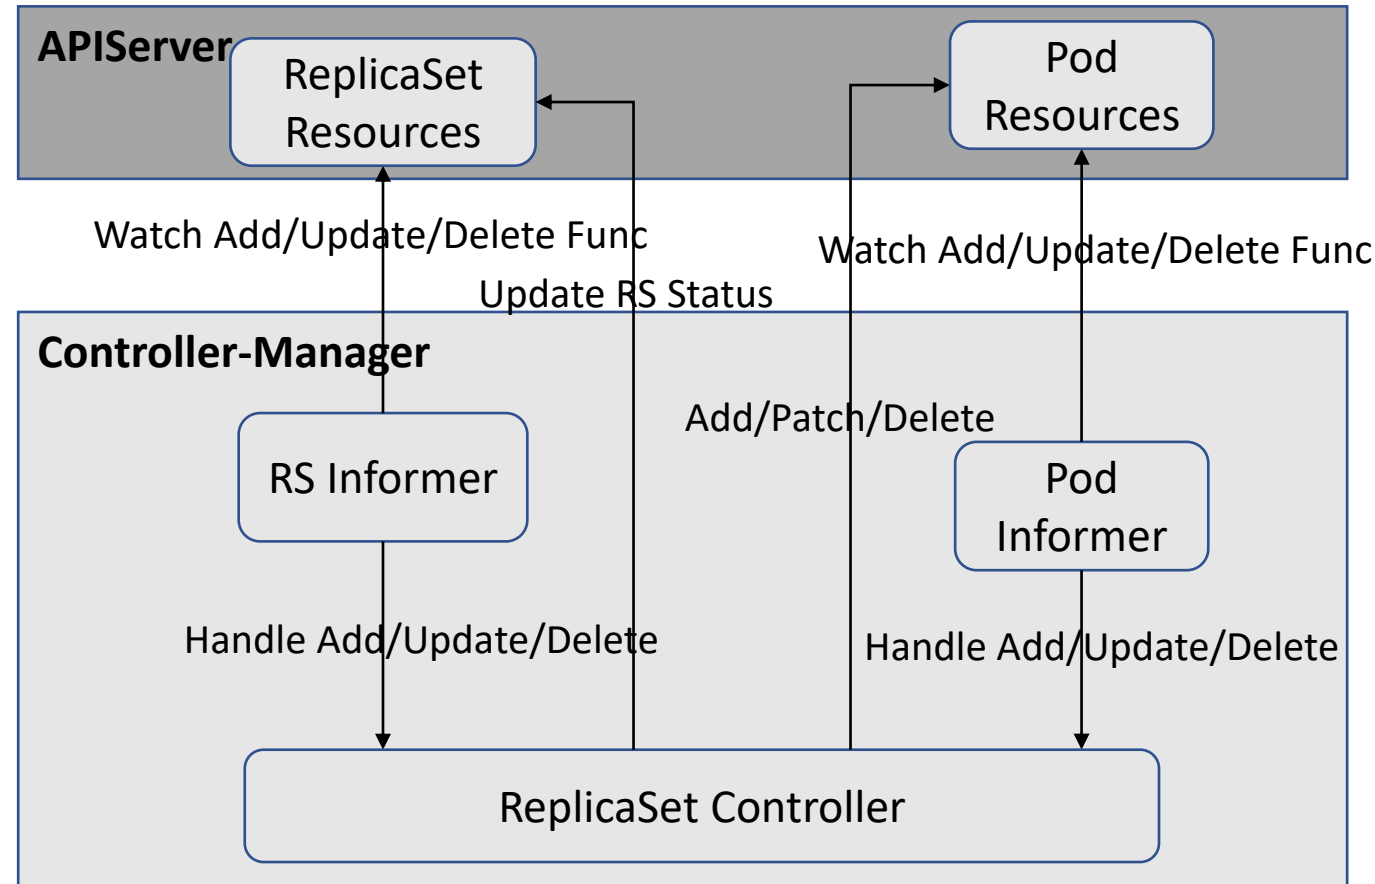 APIServer
ReplicaSet
Resources
Pod
Resources
Watch Add/Update/Delete Func
Watch Add/Update/Delete Func
Update RS Status
Controller-Manager
Add/Patch/Delete
RS Informer
Pod
Informer
Handle Add/Update/Delete
Handle Add/Update/Delete
ReplicaSet Controller